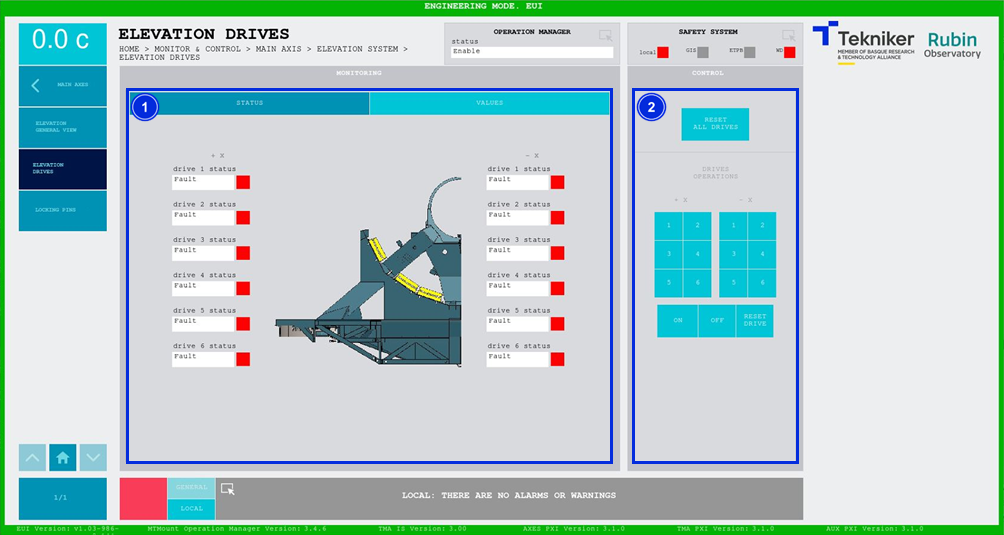 ENGINEERING MODE. EUI
0.0 c
ELEVATION DRIVES
HOME > MONITOR & CONTROL > MAIN AXIS > ELEVATION SYSTEM >
ELEVATION DRIVES
OPERATION MANAGER
status
Enable
SAFETY SYSTEM
local
GIS
ETPB
WD
Tekniker
MEMBER OF BASQUE RESEARCH
& TECHNOLOGY ALLIANCE
Rubin
Observatory
MAIN AXES
ELEVATION
GENERAL VIEW
ELEVATION
DRIVES
LOCKING PINS
1/1
MONITORING
1
STATUS
VALUES
+ X
drive 1 status
Fault
drive 2 status
Fault
drive 3 status
Fault
drive 4 status
Fault
drive 5 status
Fault
drive 6 status
Fault
- X
drive 1 status
Fault
drive 2 status
Fault
drive 3 status
Fault
drive 4 status
Fault
drive 5 status
Fault
drive 6 status
Fault
CONTROL
2
RESET
ALL DRIVES
DRIVES
OPERATIONS
+ X
- X
1 2 1 2
3 4 3 4
5 6 5 6
ON
OFF
RESET
DRIVE
GENERAL
LOCAL
LOCAL: THERE ARE NO ALARMS OR WARNINGS
EUI Version: v1.03-986-
MTMount Operation Manager Version: 3.4.6
TMA IS Version: 3.00
AXES PXI Version: 3.1.0
TMA PXI Version: 3.1.0
AUX PXI Version: 3.1.0